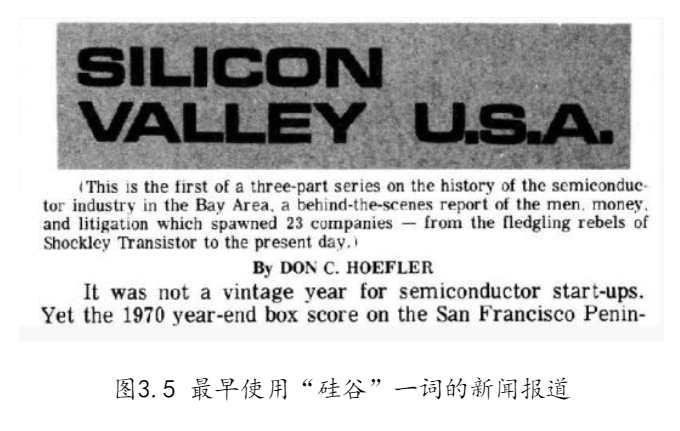 SILICON
VALLEY U.S.A.
(This is the first of a three-part series on the history of the semiconduc-
tor industry in the Bay Area, a behind-the-scenes report of the men, money,
and litigation which spawned 23 companies — from the fledgling rebels of
Shockley Transistor to the present day.)
By DON C. HOEFLER
It was not a vintage year for semiconductor start-ups.
Yet the 1970 year-end box score on the San Francisco Penin-
图3.5 最早使用“硅谷”一词的新闻报道